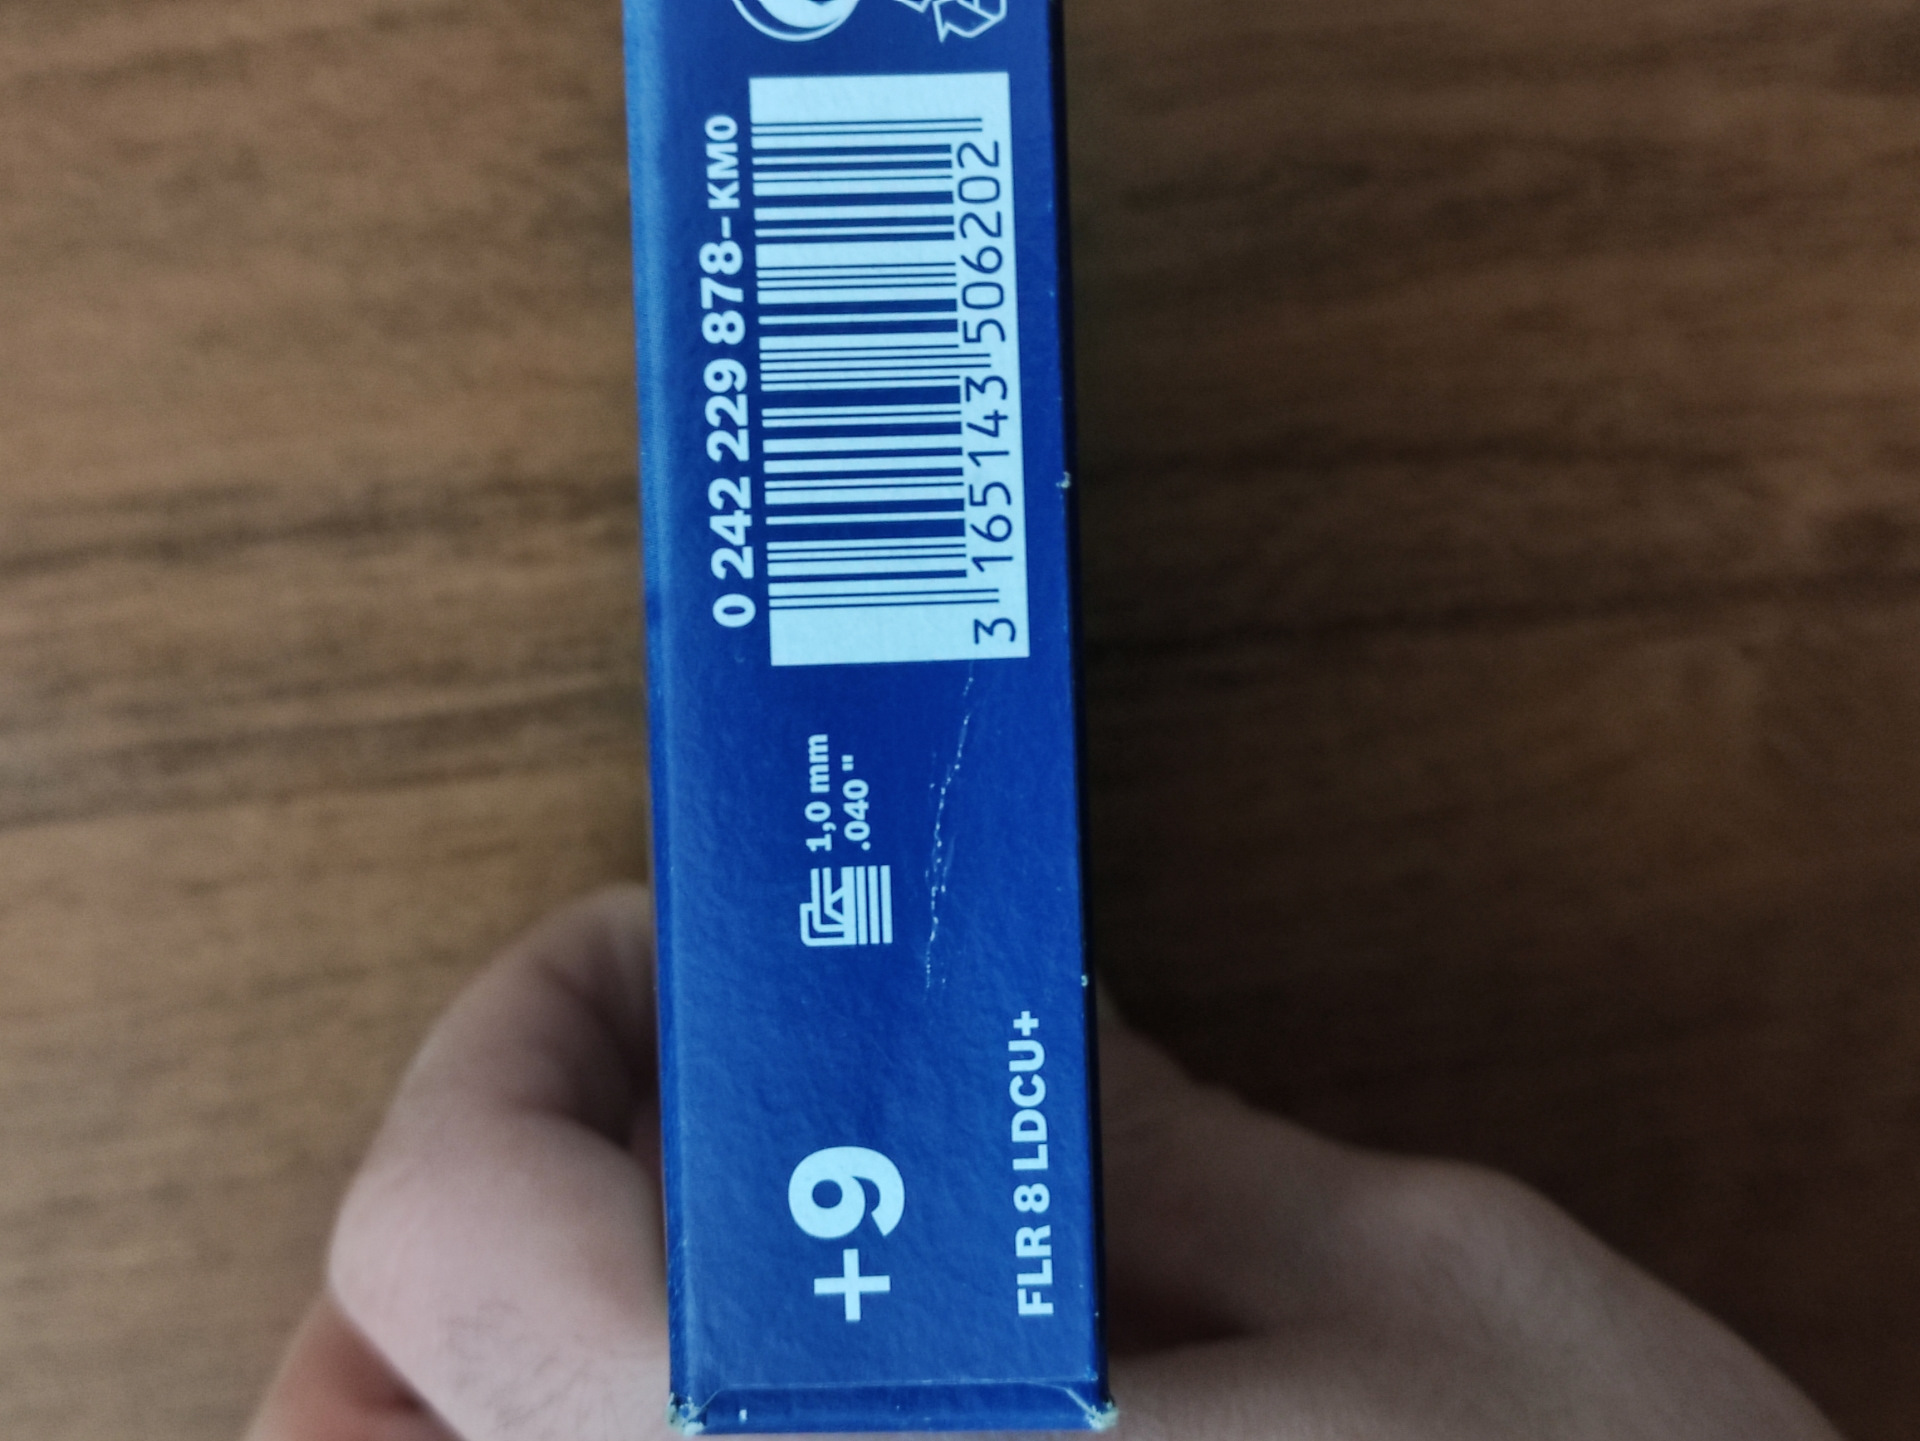 0 242 229 878-KM0
3 165143 506202
1,0 mm
.040"
+9
FLR 8 LDCU+